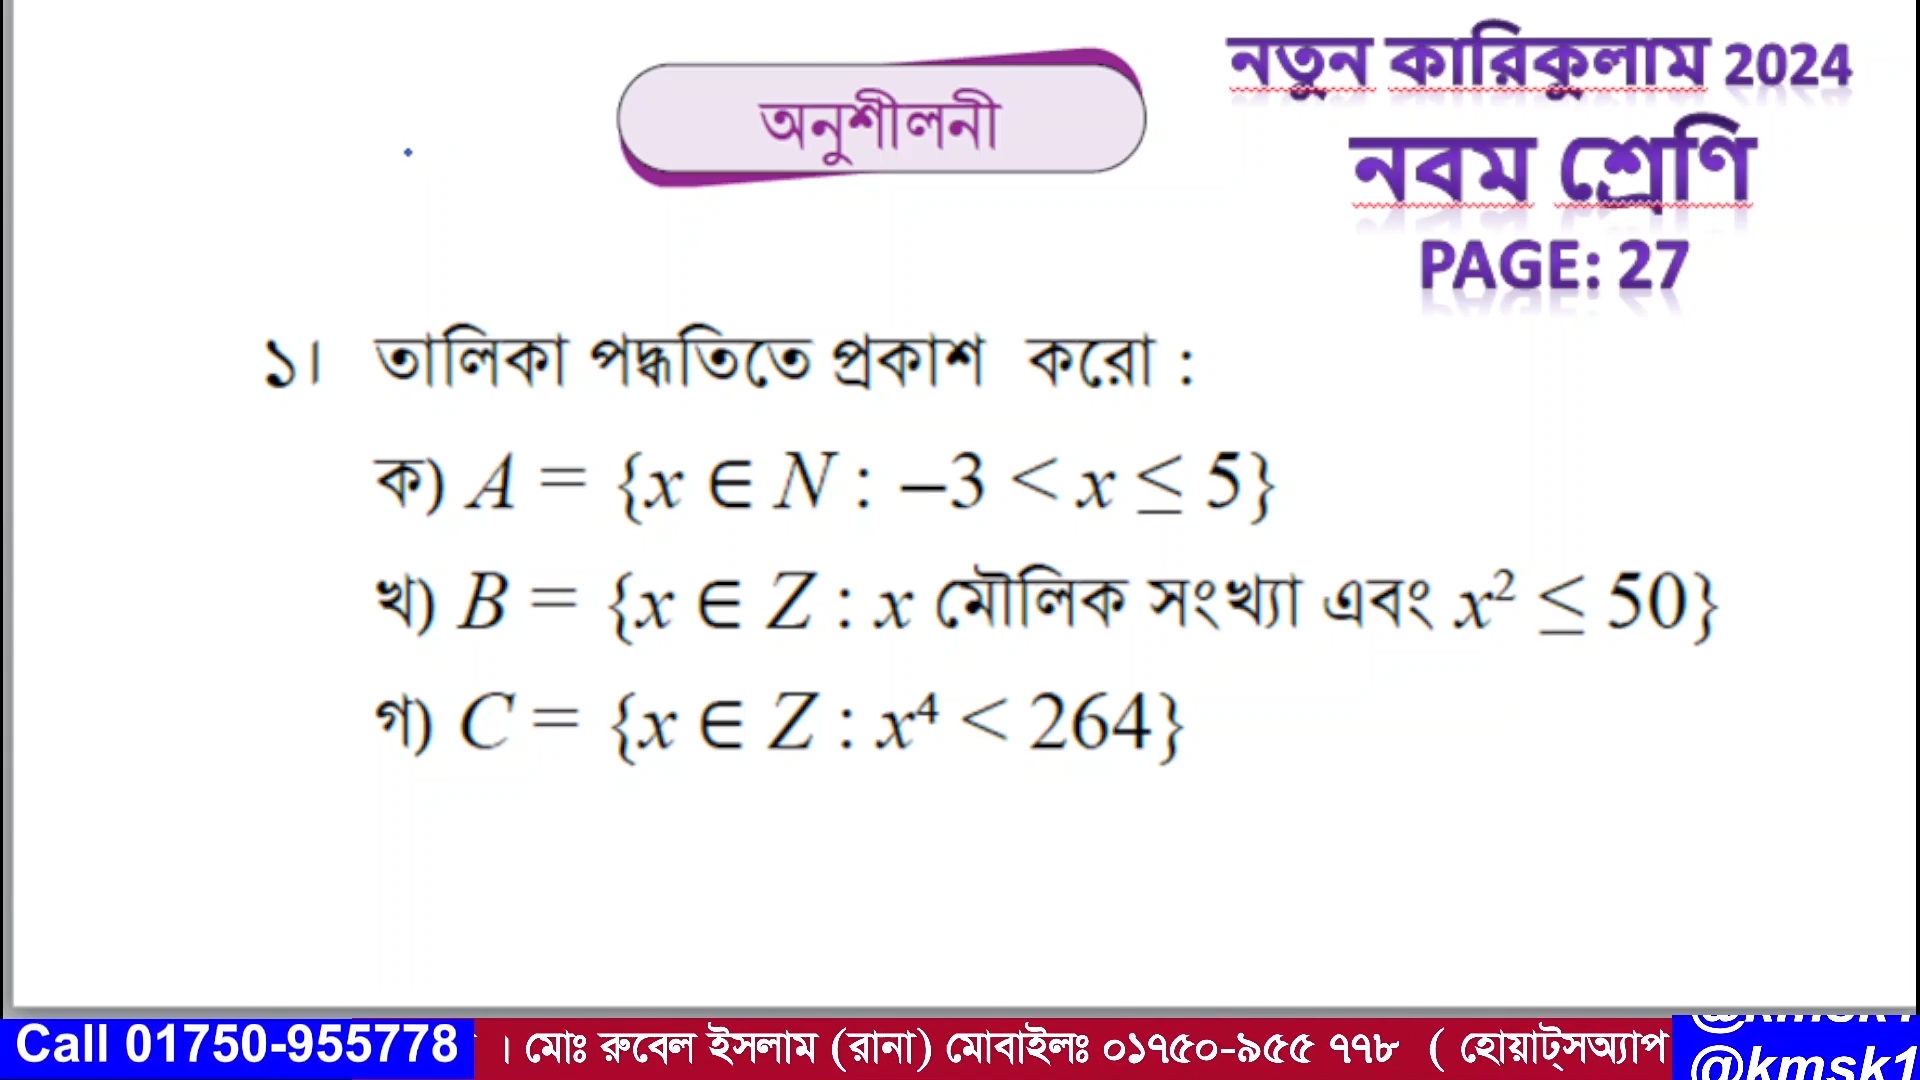 নতুন কারিকুলাম 2024
অনুশীলনী
নবম শ্রেণি
PAGE: 27
১। তালিকা পদ্ধতিতে প্রকাশ করো :
ক) A = {x ∈ N : –3 < x ≤ 5}
খ) B = {x ∈ Z : x মৌলিক সংখ্যা এবং x² ≤ 50}
গ) C = {x ∈ Z : x⁴ < 264}
Call 01750-955778
। মোঃ রুবেল ইসলাম (রানা) মোবাইলঃ ০১৭৫০-৯৫৫ ৭৭৮ ( হোয়াট্সঅ্যাপ
@kmsk1